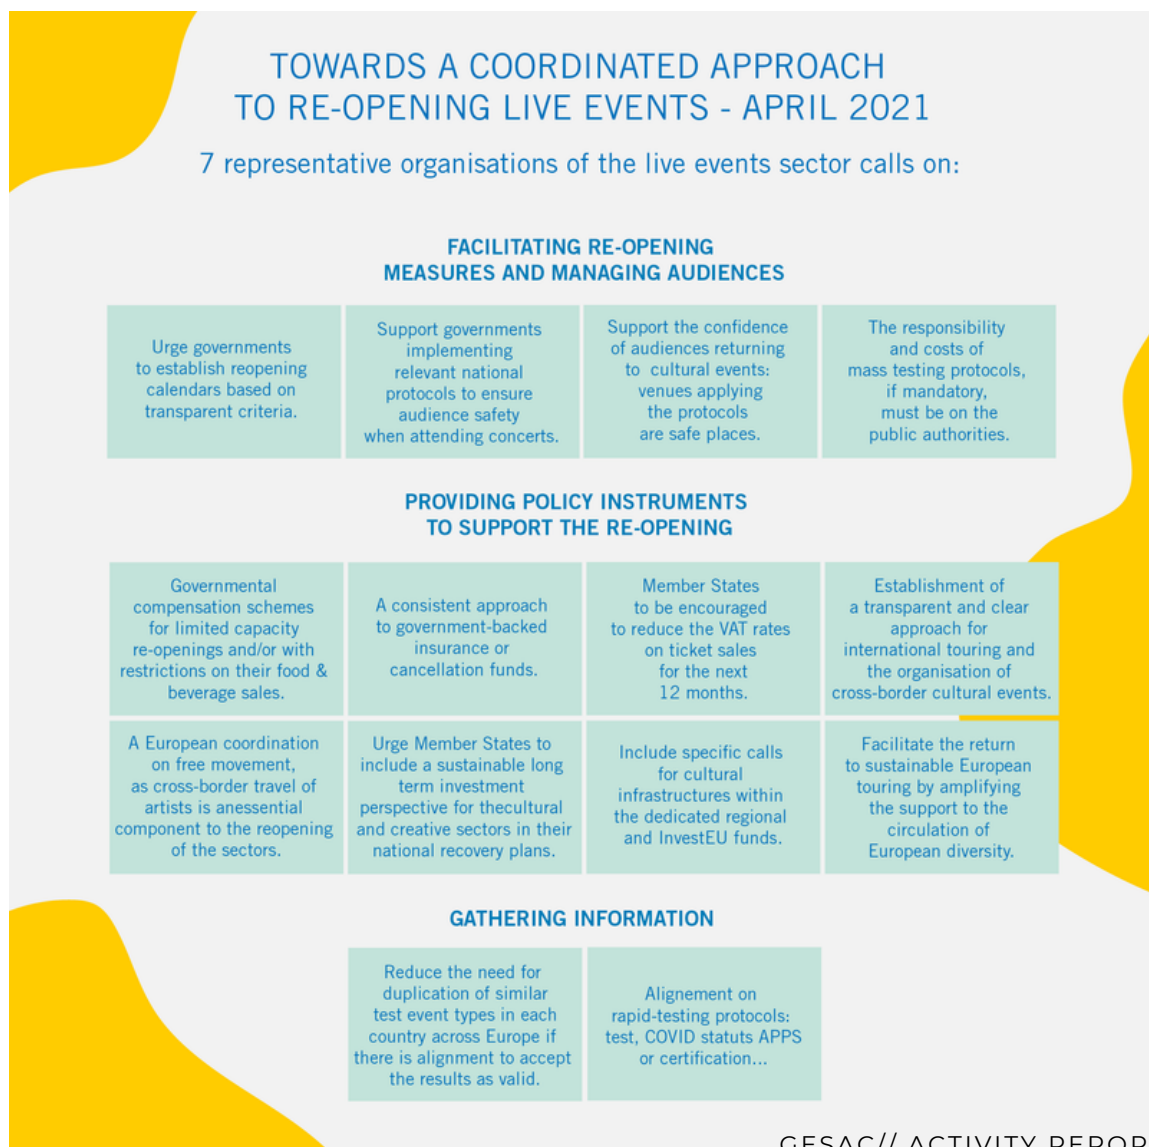 TOWARDS A COORDINATED APPROACH
TO RE-OPENING LIVE EVENTS - APRIL 2021
7 representative organisations of the live events sector calls on:
FACILITATING RE-OPENING
MEASURES AND MANAGING AUDIENCES
Urge governments
to establish reopening
calendars based on
transparent criteria.
Support governments
implementing
relevant national
protocols to ensure
audience safety
when attending concerts.
Support the confidence
of audiences returning
to cultural events:
venues applying
the protocols
are safe places.
The responsibility
and costs of
mass testing protocols,
if mandatory,
must be on the
public authorities.
PROVIDING POLICY INSTRUMENTS
TO SUPPORT THE RE-OPENING
Governmental
compensation schemes
for limited capacity
re-openings and/or with
restrictions on their food &
beverage sales.
A consistent approach
to government-backed
insurance or
cancellation funds.
Member States
to be encouraged
to reduce the VAT rates
on ticket sales
for the next
12 months.
Establishment of
a transparent and clear
approach for
international touring and
the organisation of
cross-border cultural events.
A European coordination
on free movement,
as cross-border travel of
artists is anessential
component to the reopening
of the sectors.
Urge Member States to
include a sustainable long
term investment
perspective for thecultural
and creative sectors in their
national recovery plans.
Include specific calls
for cultural
infrastructures within
the dedicated regional
and InvestEU funds.
Facilitate the return
to sustainable European
touring by amplifying
the support to the
circulation of
European diversity.
GATHERING INFORMATION
Reduce the need for
duplication of similar
test event types in each
country across Europe if
there is alignment to accept
the results as valid.
Alignement on
rapid-testing protocols:
test, COVID statuts APPS
or certification...
GESAC// ACTIVITY REPOR